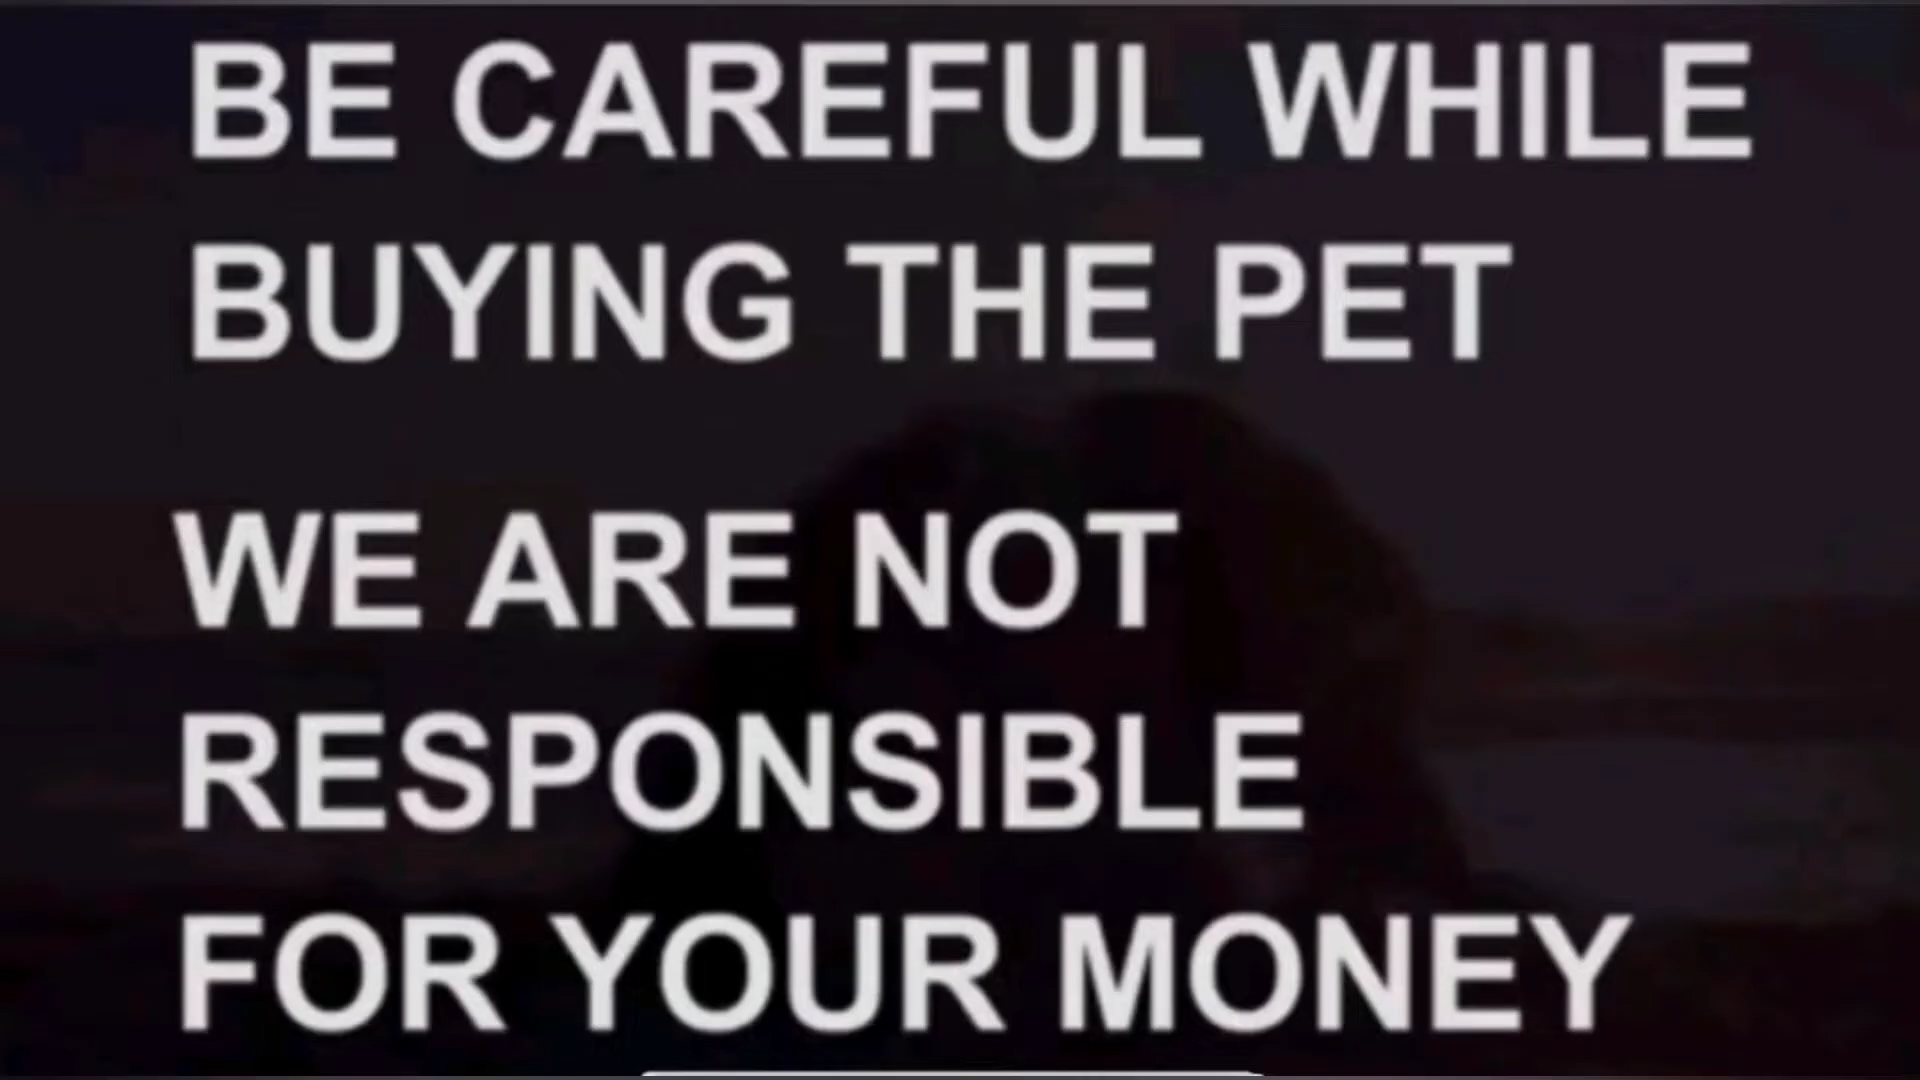 BE CAREFUL WHILE
BUYING THE PET
WE ARE NOT
RESPONSIBLE
FOR YOUR MONEY